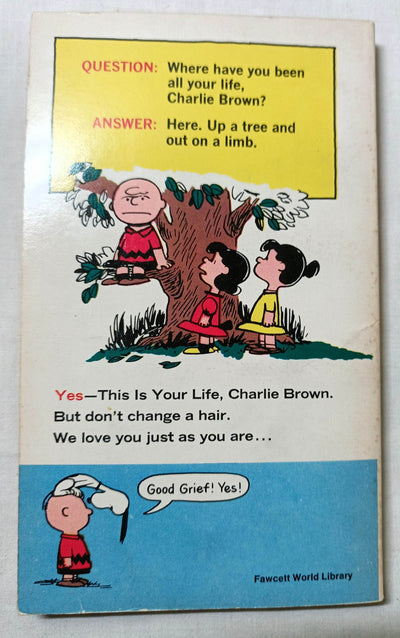 QUESTION: Where have you been
all your life,
Charlie Brown?
ANSWER: Here. Up a tree and
out on a limb.
Yes—This Is Your Life, Charlie Brown.
But don't change a hair.
We love you just as you are...
Good Grief! Yes!
Fawcett World Library